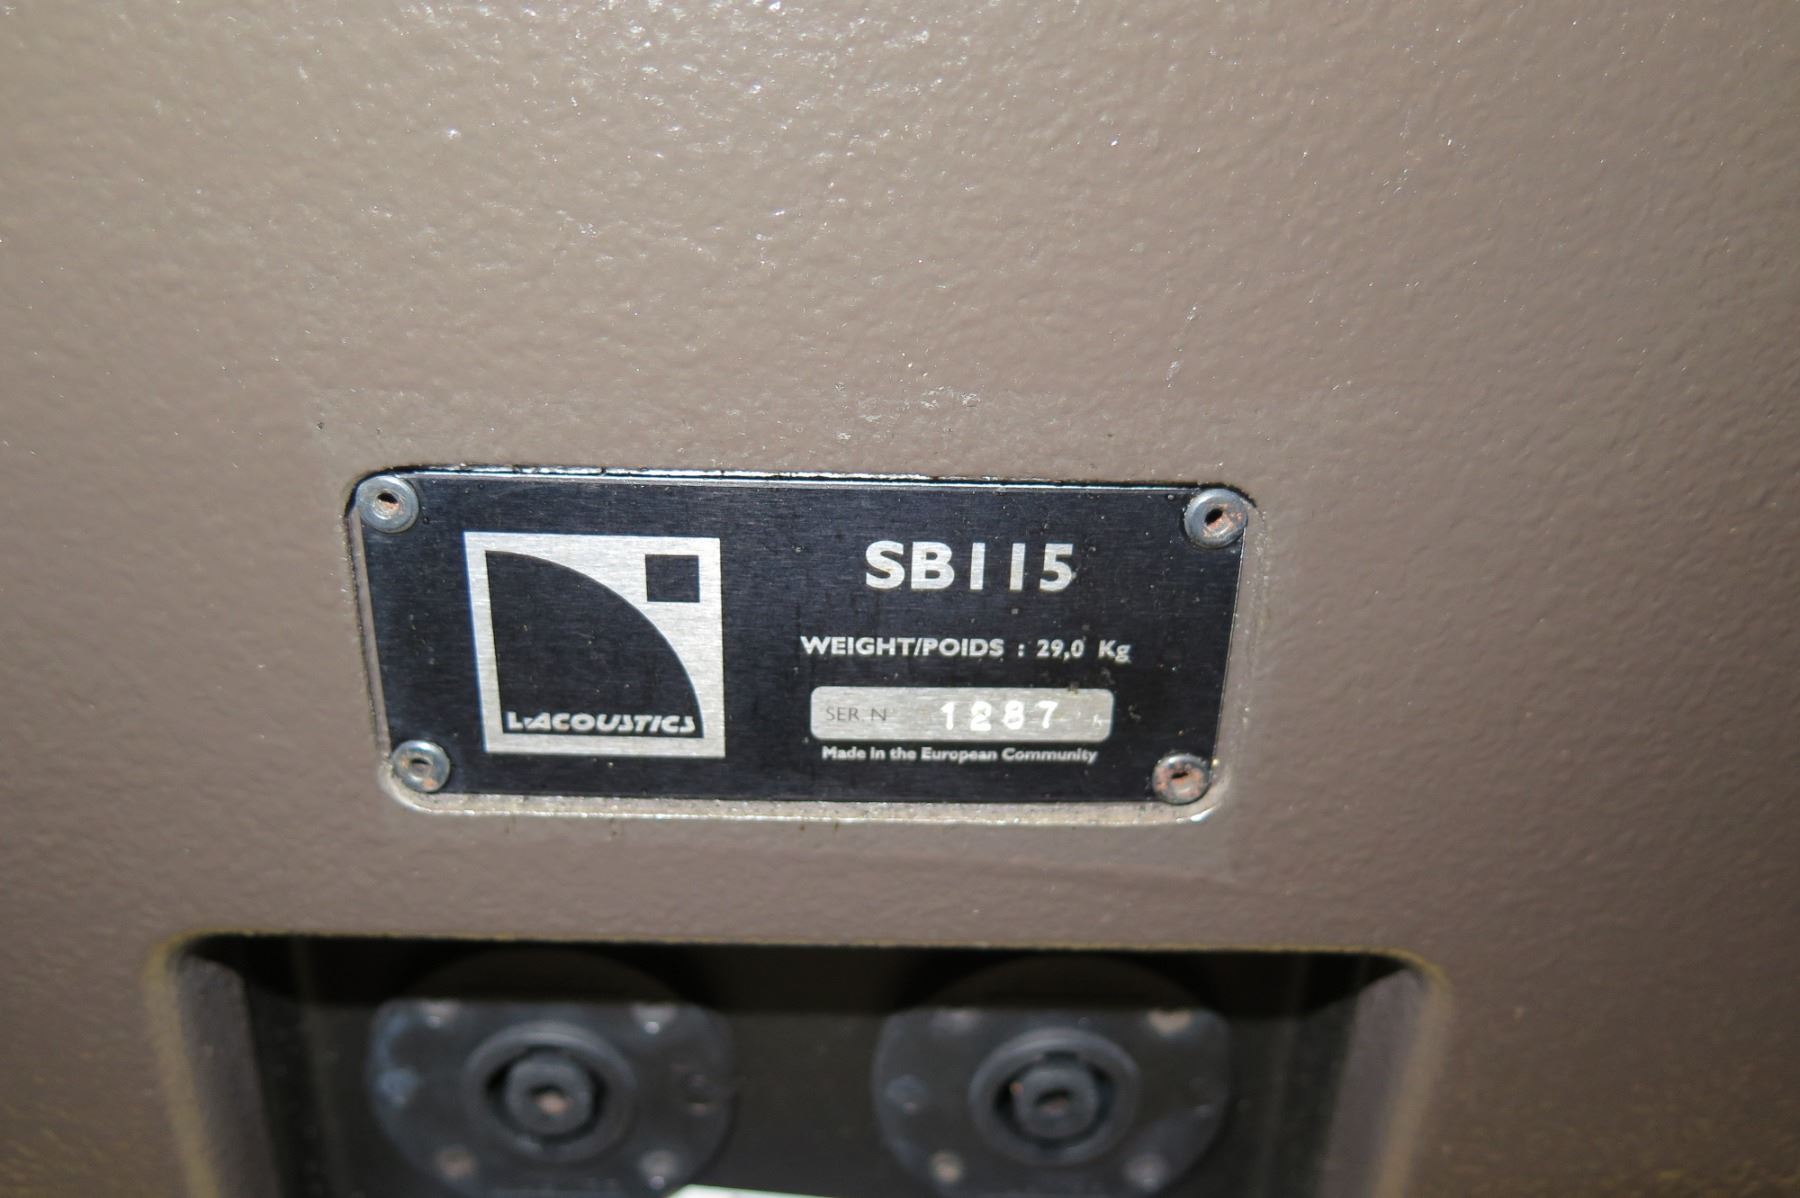 SB115
WEIGHT/POIDS : 29,0 Kg
L-ACOUSTICS
SER. N° 1287
Made in the European Community